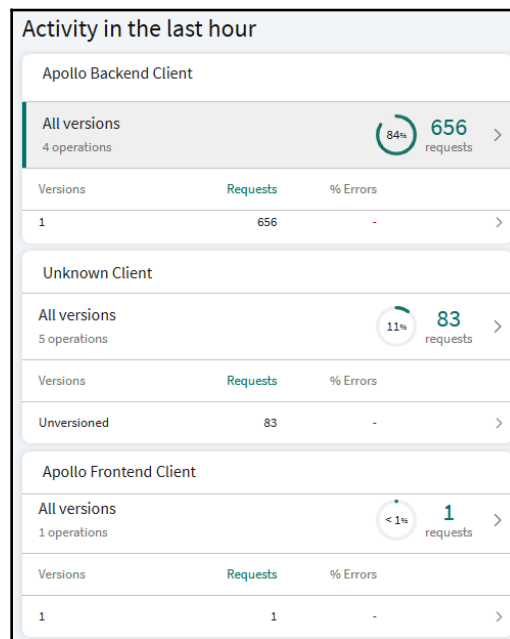 Activity in the last hour
Apollo Backend Client
All versions
4 operations
84%
656
requests
Versions Requests % Errors
1 656 -
Unknown Client
All versions
5 operations
11%
83
requests
Versions Requests % Errors
Unversioned 83 -
Apollo Frontend Client
All versions
1 operations
< 1%
1
requests
Versions Requests % Errors
1 1 -